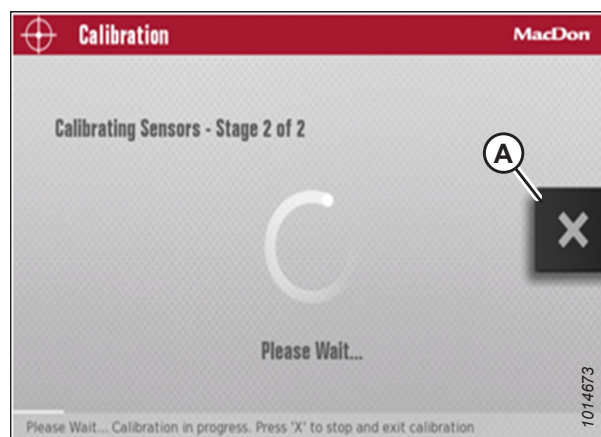 Calibration
MacDon
Calibrating Sensors - Stage 2 of 2
A
X
Please Wait...
Please Wait... Calibration in progress. Press 'X' to stop and exit calibration
1014673